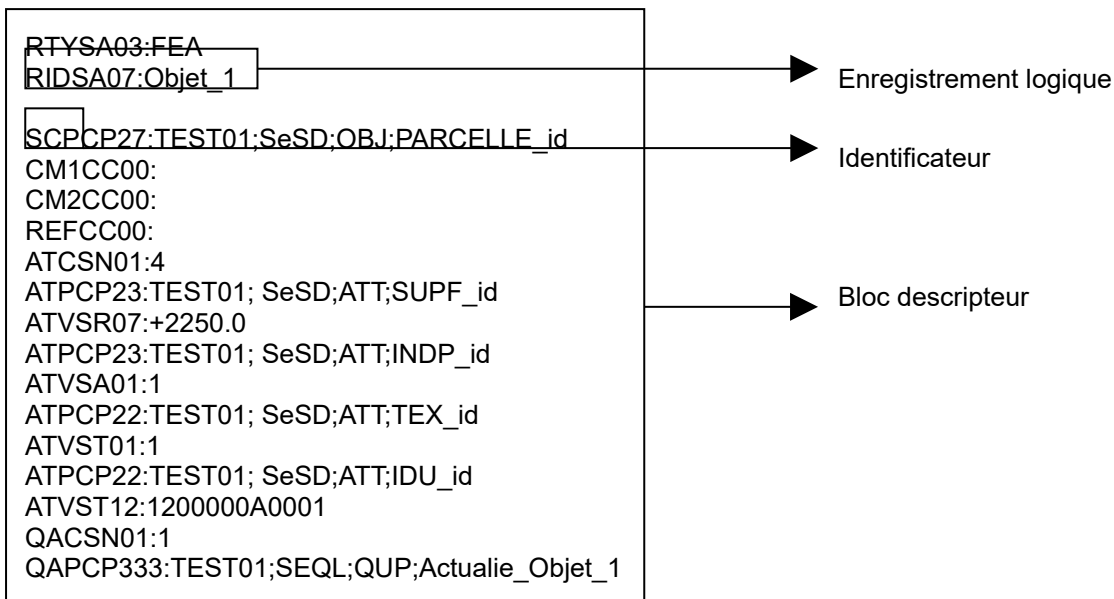 RTYSA03:FEA
RIDSA07:Objet_1
Enregistrement logique
SCPCP27:TEST01;SeSD;OBJ;PARCELLE_id
Identificateur
CM1CC00:
CM2CC00:
REFCC00:
ATCSN01:4
ATPCP23:TEST01; SeSD;ATT;SUPF_id
Bloc descripteur
ATVSR07:+2250.0
ATPCP23:TEST01; SeSD;ATT;INDP_id
ATVSA01:1
ATPCP22:TEST01; SeSD;ATT;TEX_id
ATVST01:1
ATPCP22:TEST01; SeSD;ATT;IDU_id
ATVST12:1200000A0001
QACSN01:1
QAPCP333:TEST01;SEQL;QUP;Actualie_Objet_1